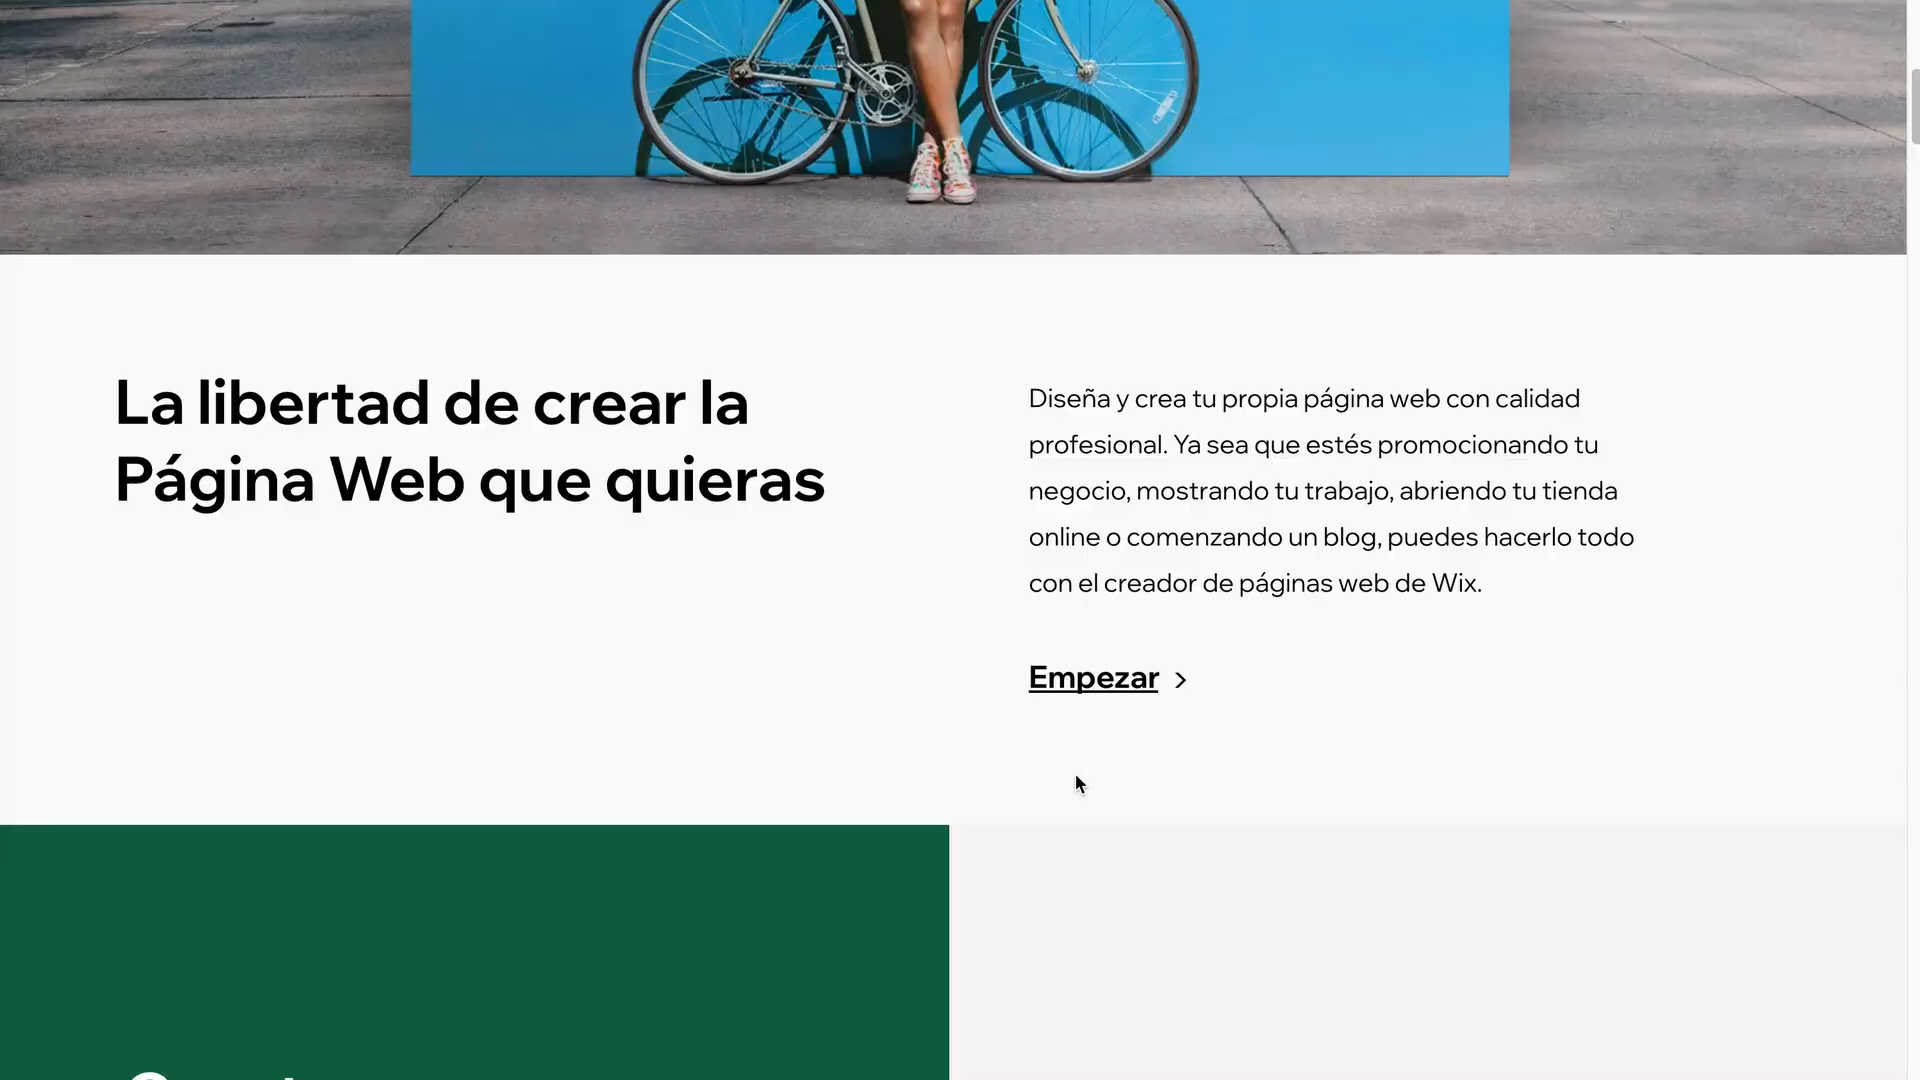 La libertad de crear la
Página Web que quieras
Diseña y crea tu propia página web con calidad
profesional. Ya sea que estés promocionando tu
negocio, mostrando tu trabajo, abriendo tu tienda
online o comenzando un blog, puedes hacerlo todo
con el creador de páginas web de Wix.
Empezar >